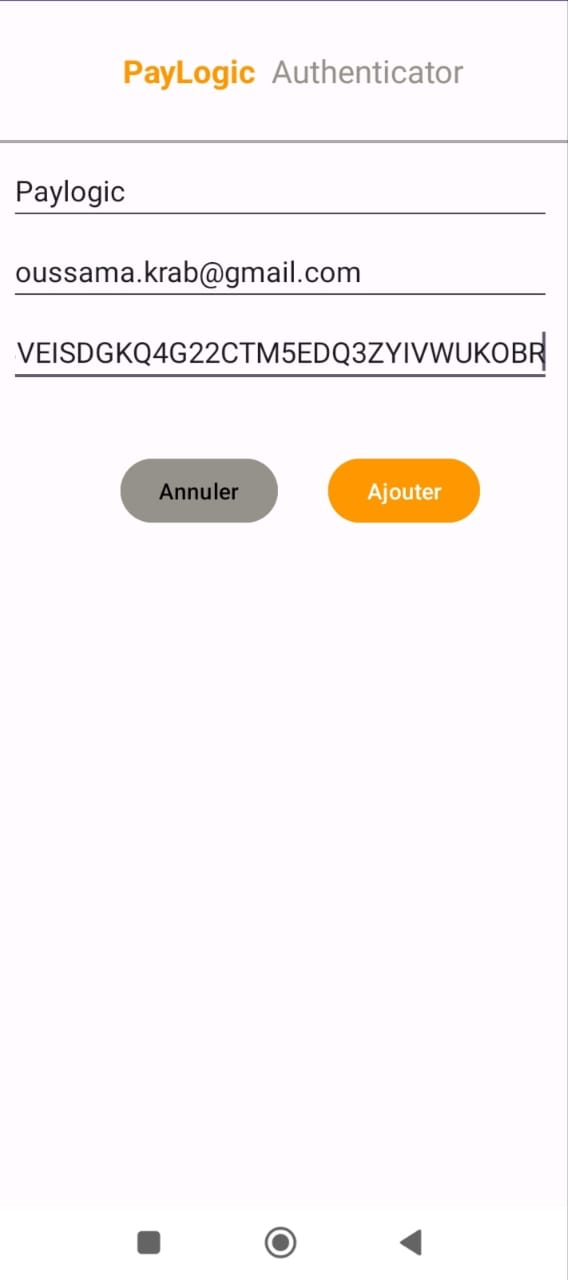 PayLogic Authenticator
Paylogic
oussama.krab@gmail.com
VEISDGKQ4G22CTM5EDQ3ZYIVWUKOBR
Annuler Ajouter